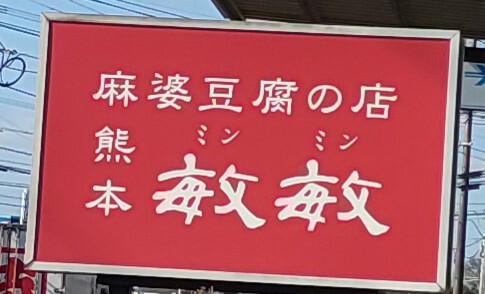 麻婆豆腐の店
熊本
ミン ミン
敏敏